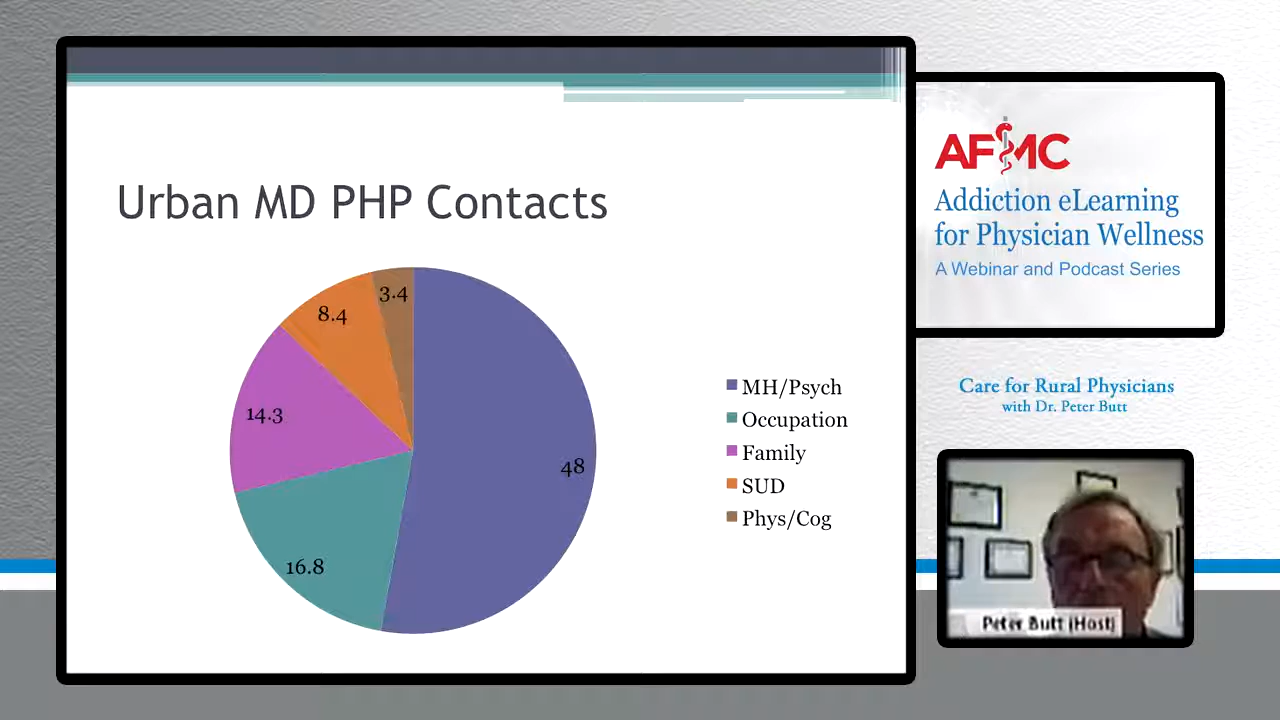 Urban MD PHP Contacts
3.4
8.4
14.3
48
16.8
MH/Psych
Occupation
Family
SUD
Phys/Cog
AFMC
Addiction eLearning
for Physician Wellness
A Webinar and Podcast Series
Care for Rural Physicians
with Dr. Peter Butt
Peter Butt (Host)